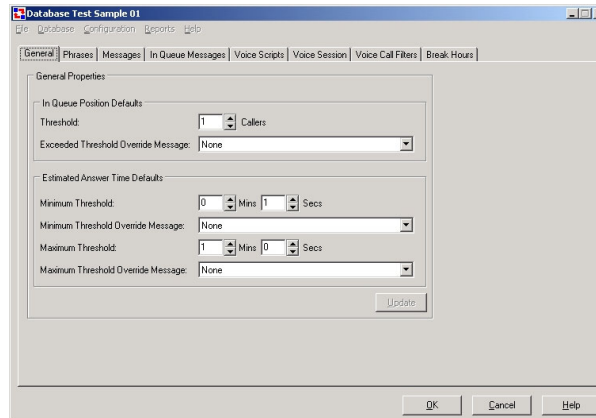 Database Test Sample 01
File Database Configuration Reports Help
General Phrases Messages In Queue Messages Voice Scripts Voice Session Voice Call Filters Break Hours
General Properties
In Queue Position Defaults
Threshold: 1 Callers
Exceeded Threshold Override Message: None
Estimated Answer Time Defaults
Minimum Threshold: 0 Mins 1 Secs
Minimum Threshold Override Message: None
Maximum Threshold: 1 Mins 0 Secs
Maximum Threshold Override Message: None
Update
OK Cancel Help